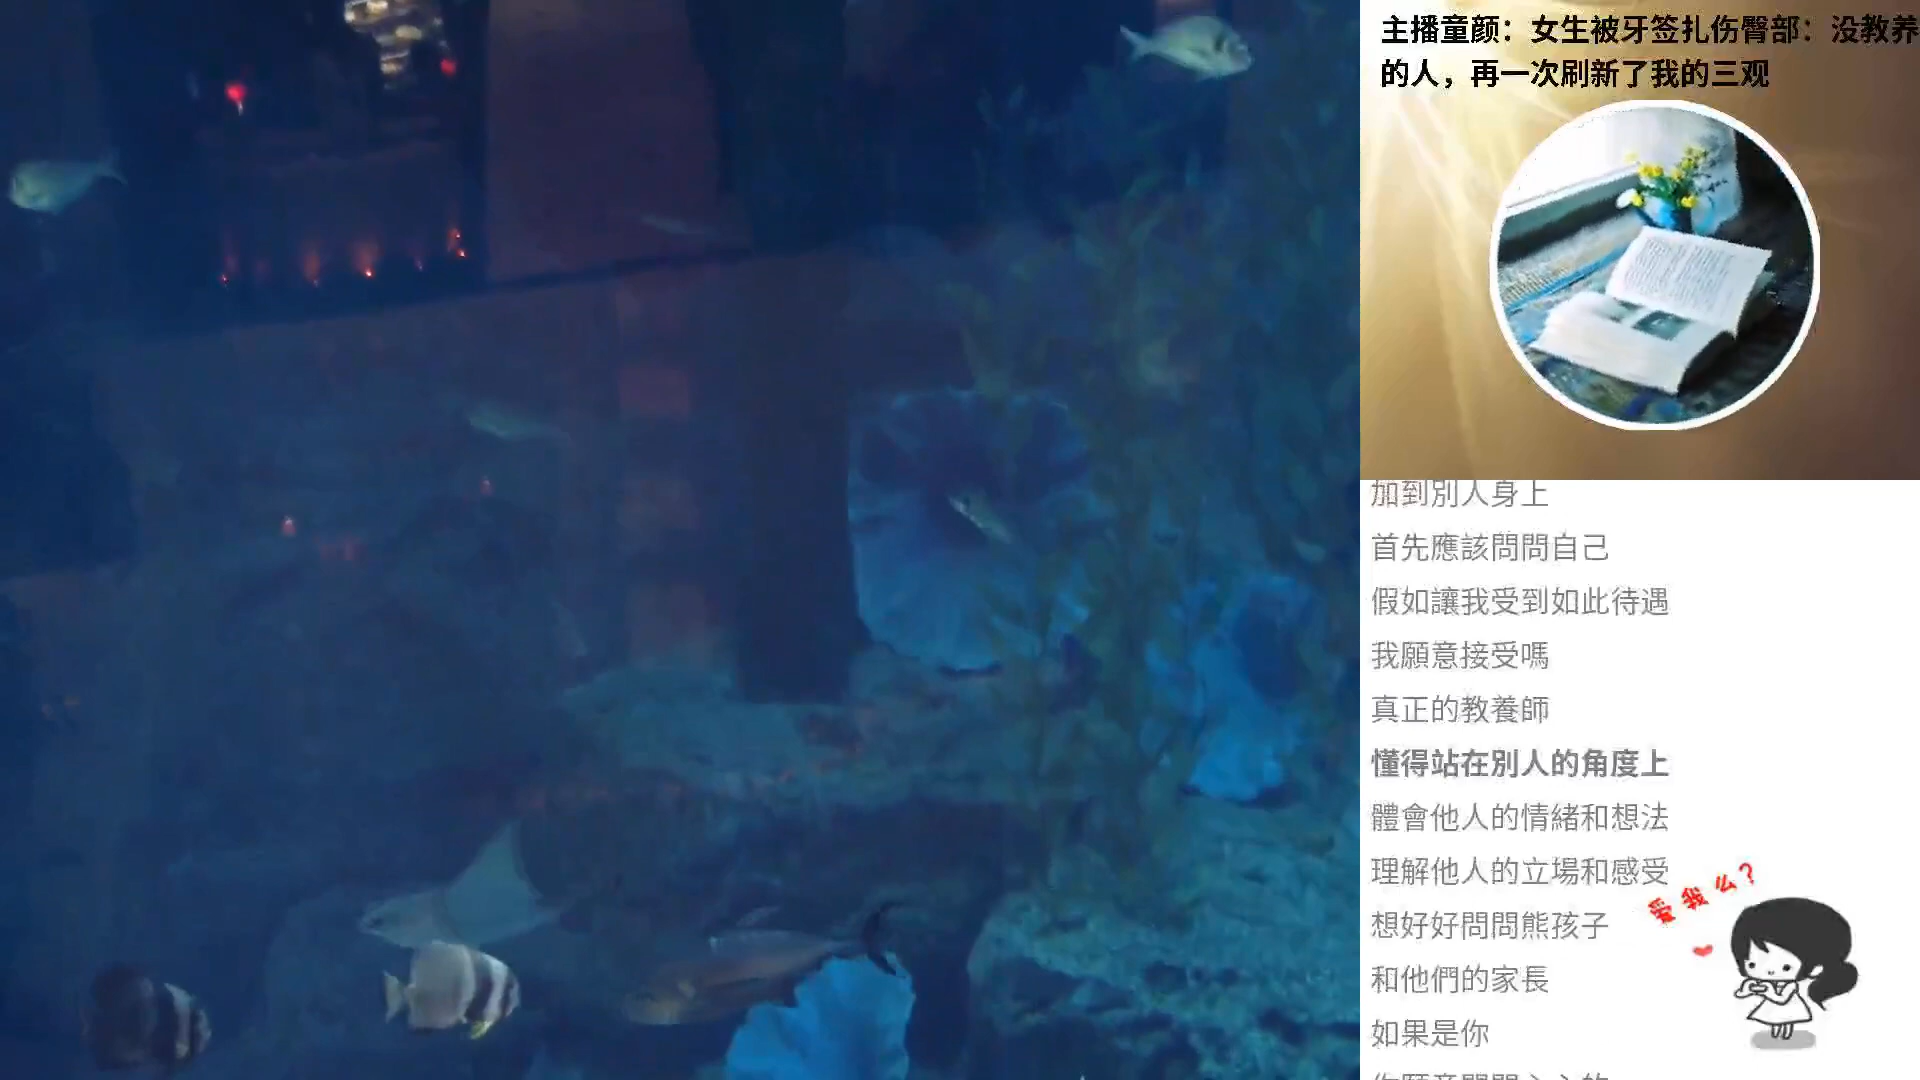 主播童颜：女生被牙签扎伤臀部：没教养
的人，再一次刷新了我的三观
加到別人身上
首先應該問問自己
假如讓我受到如此待遇
我願意接受嗎
真正的教養師
懂得站在別人的角度上
體會他人的情緒和想法
理解他人的立場和感受
爱我么？
想好好問問熊孩子
和他們的家長
如果是你